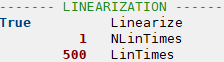 ------ LINEARIZATION ------
True Linearize
1 NLinTimes
500 LinTimes